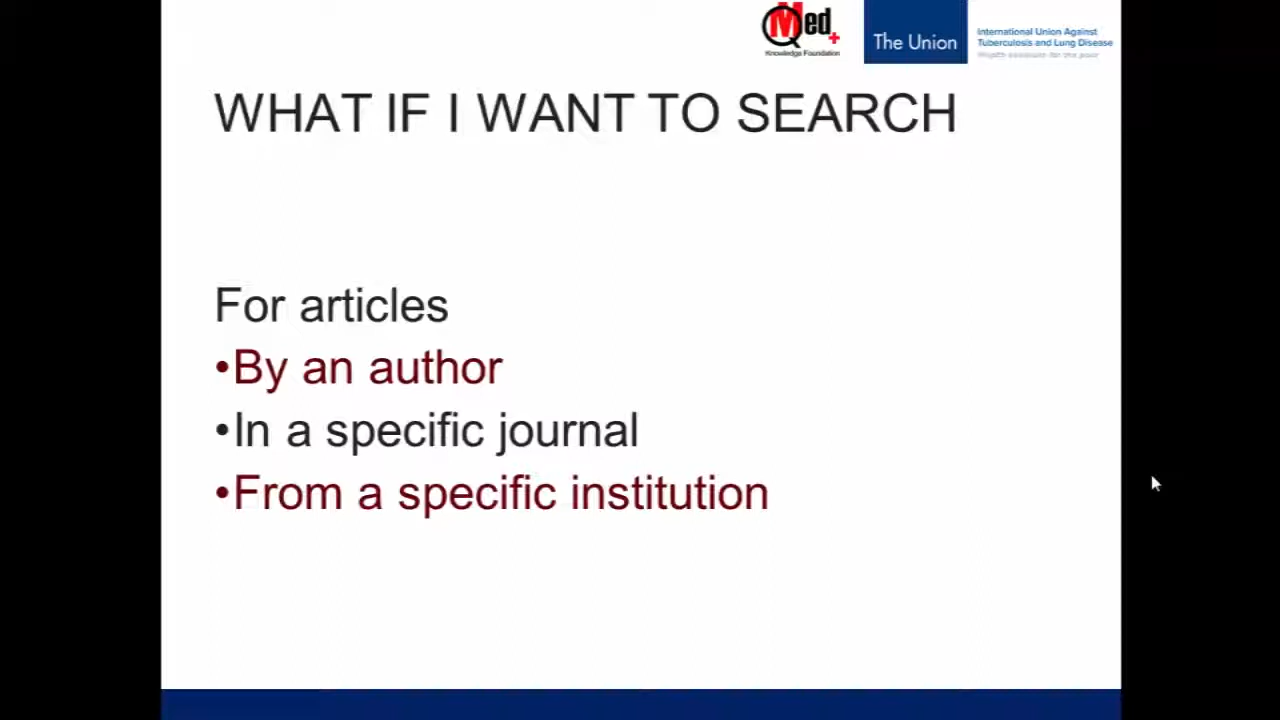 QMed
Knowledge Foundation
The Union
International Union Against
Tuberculosis and Lung Disease
Health solutions for the poor
WHAT IF I WANT TO SEARCH
For articles
•By an author
•In a specific journal
•From a specific institution